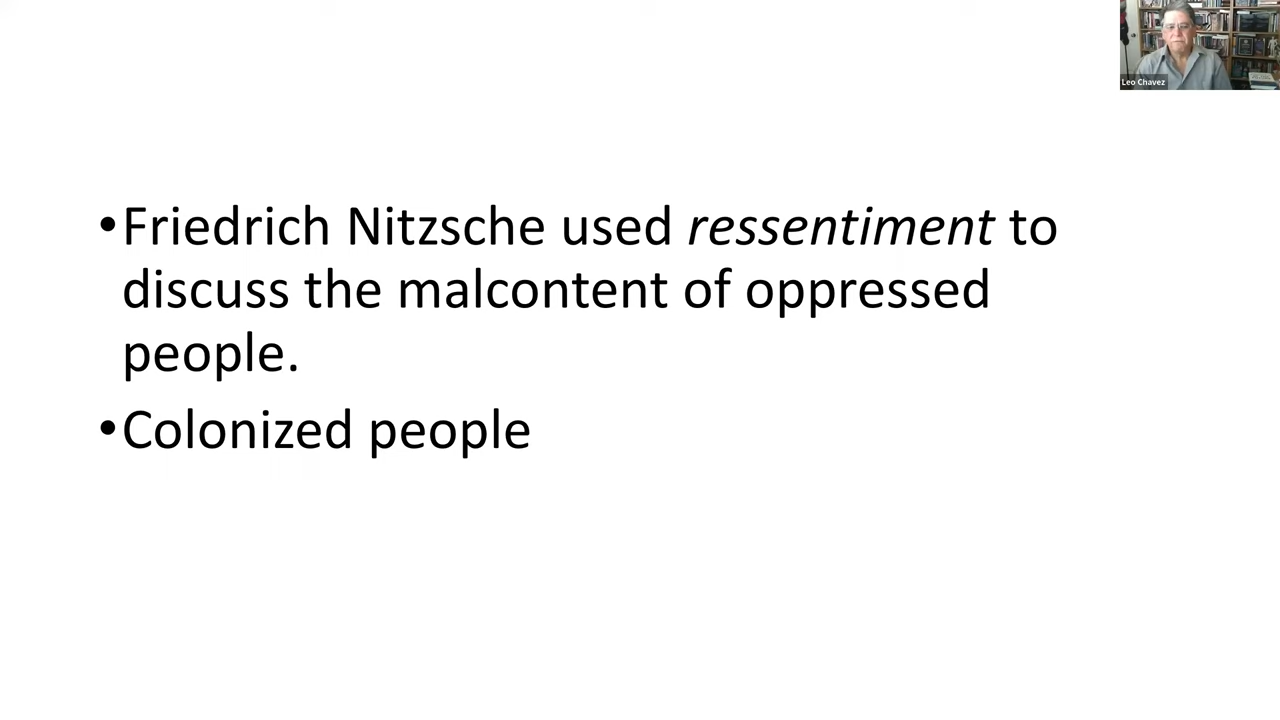 Leo Chavez
•Friedrich Nitzsche used ressentiment to
discuss the malcontent of oppressed
people.
•Colonized people